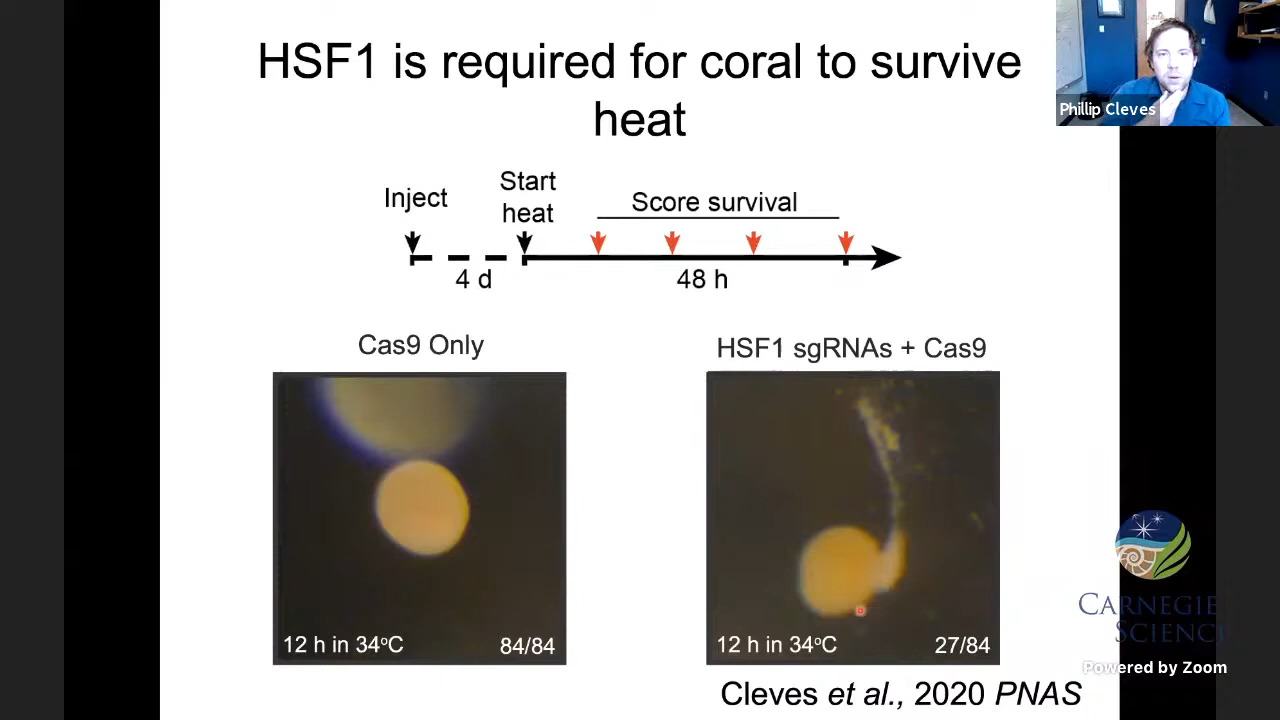 HSF1 is required for coral to survive
heat
Phillip Cleves
Inject
Start
heat
Score survival
4 d
48 h
Cas9 Only
HSF1 sgRNAs + Cas9
12 h in 34°C
84/84
12 h in 34°C
27/84
CARNEGIE
SCIENCE
Powered by Zoom
Cleves et al., 2020 PNAS